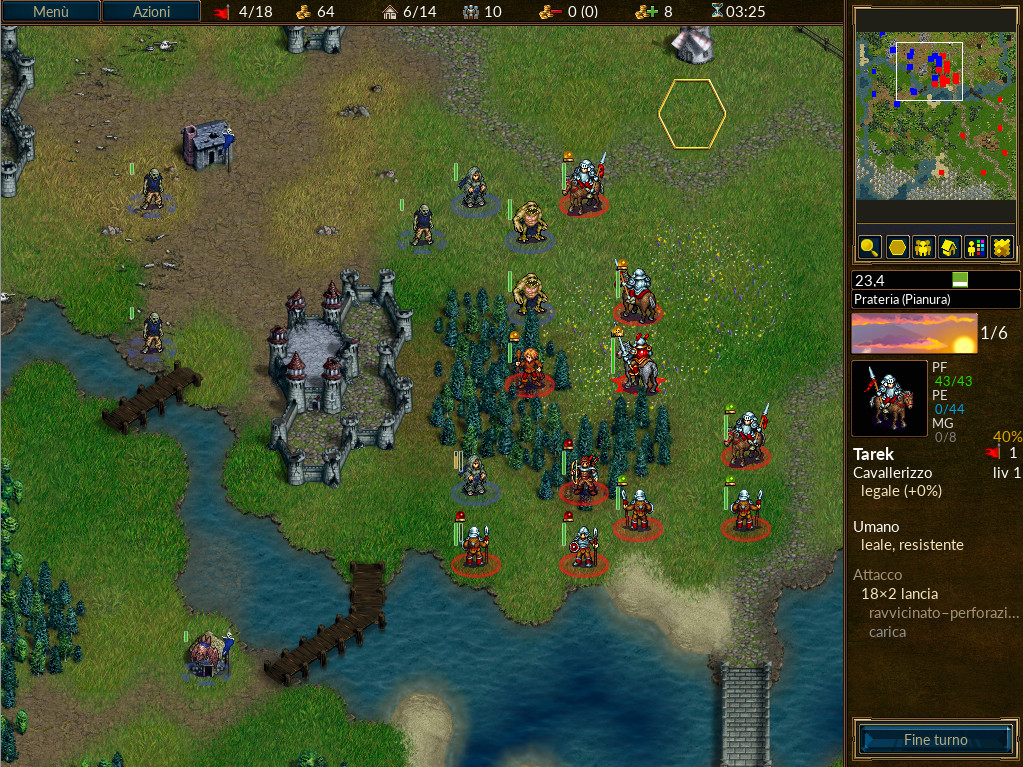 Menù Azioni 4/18 64 6/14 10 0 (0) 8 03:25
23,4
Prateria (Pianura)
1/6
PF
43/43
PE
0/44
MG
0/8 40%
Tarek 1
Cavallerizzo liv 1
legale (+0%)
Umano
leale, resistente
Attacco
18×2 lancia
ravvicinato–perforazi...
carica
Fine turno